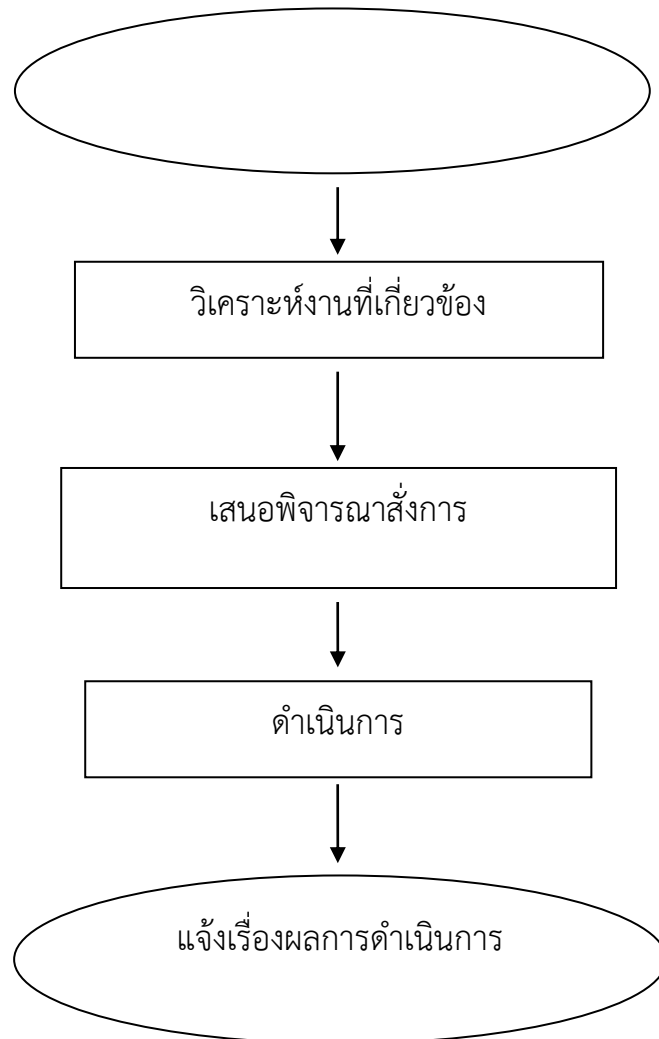 วิเคราะห์งานที่เกี่ยวข้อง
เสนอพิจารณาสั่งการ
ดำเนินการ
แจ้งเรื่องผลการดำเนินการ